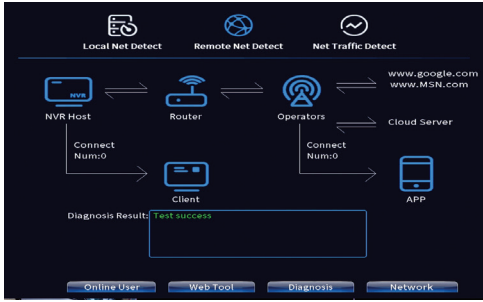 Local Net Detect
Remote Net Detect
Net Traffic Detect
www.google.com
www.MSN.com
NVR
NVR Host
Router
Operators
Cloud Server
Connect
Num:0
Connect
Num:0
Client
APP
Diagnosis Result:
Test success
Online User
Web Tool
Diagnosis
Network